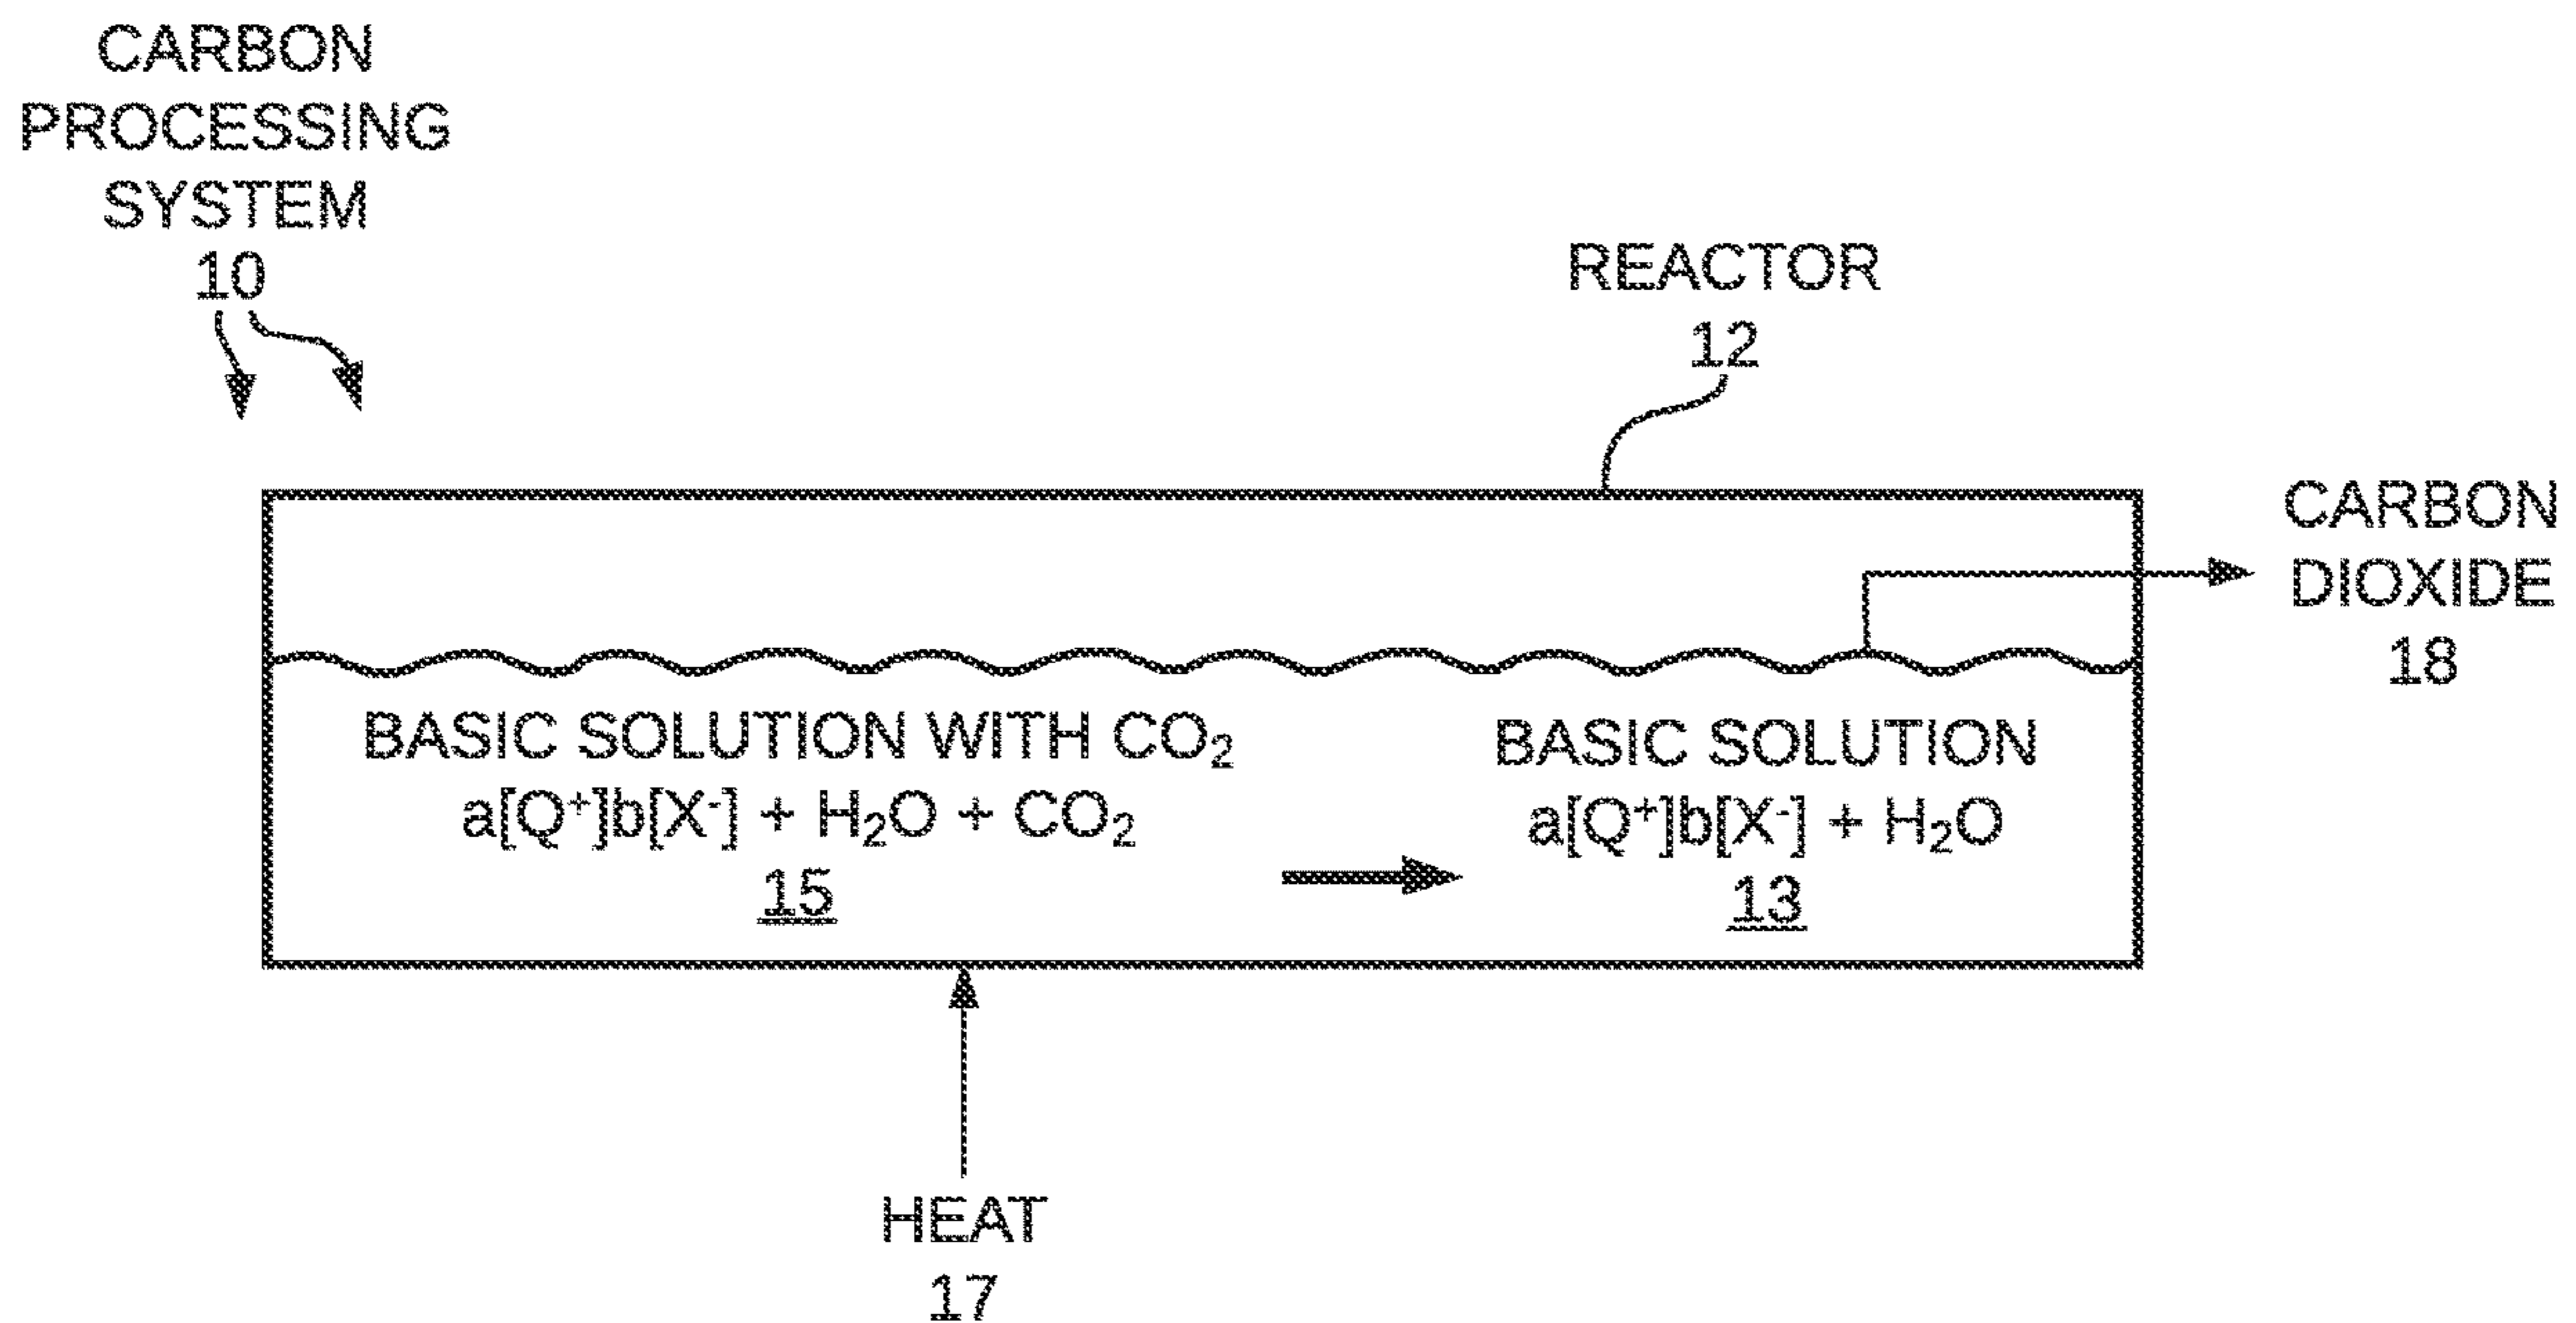 CARBON
PROCESSING
SYSTEM
10
REACTOR
12
CARBON
DIOXIDE
18
BASIC SOLUTION WITH CO₂
a[Q⁺]b[X⁻] + H₂O + CO₂
15
BASIC SOLUTION
a[Q⁺]b[X⁻] + H₂O
13
HEAT
17